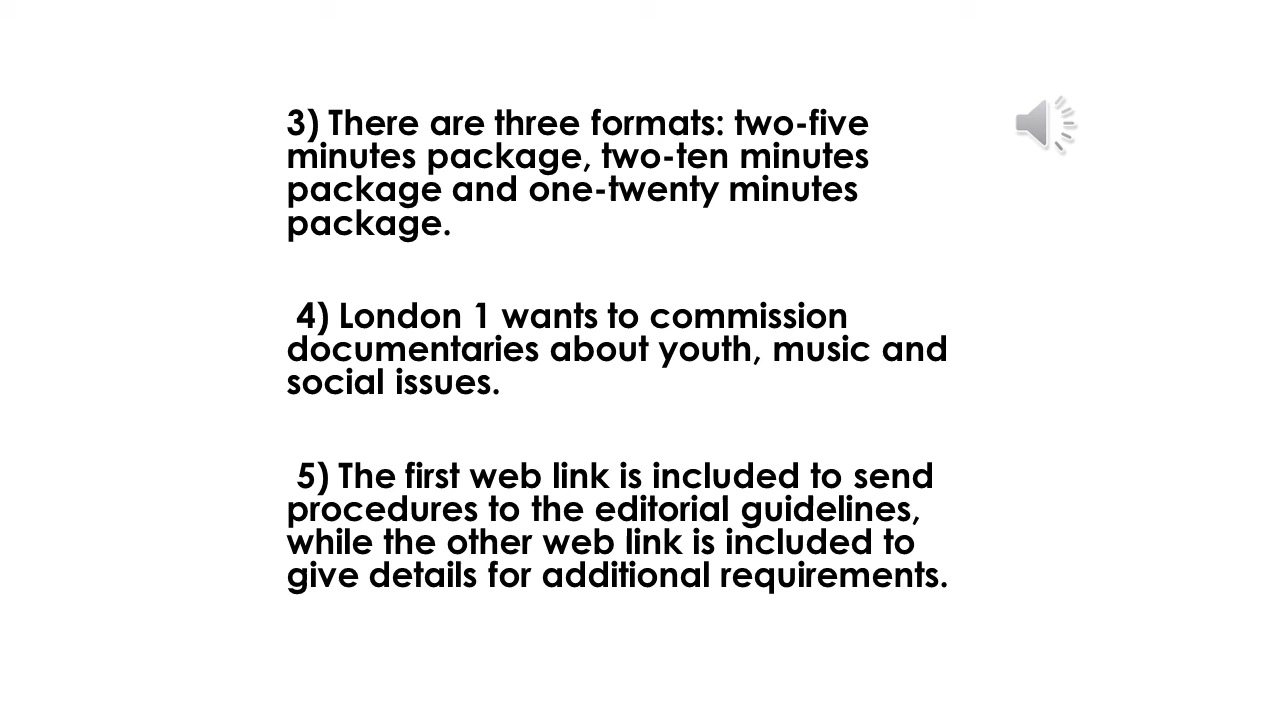 3) There are three formats: two-five
minutes package, two-ten minutes
package and one-twenty minutes
package.
4) London 1 wants to commission
documentaries about youth, music and
social issues.
5) The first web link is included to send
procedures to the editorial guidelines,
while the other web link is included to
give details for additional requirements.